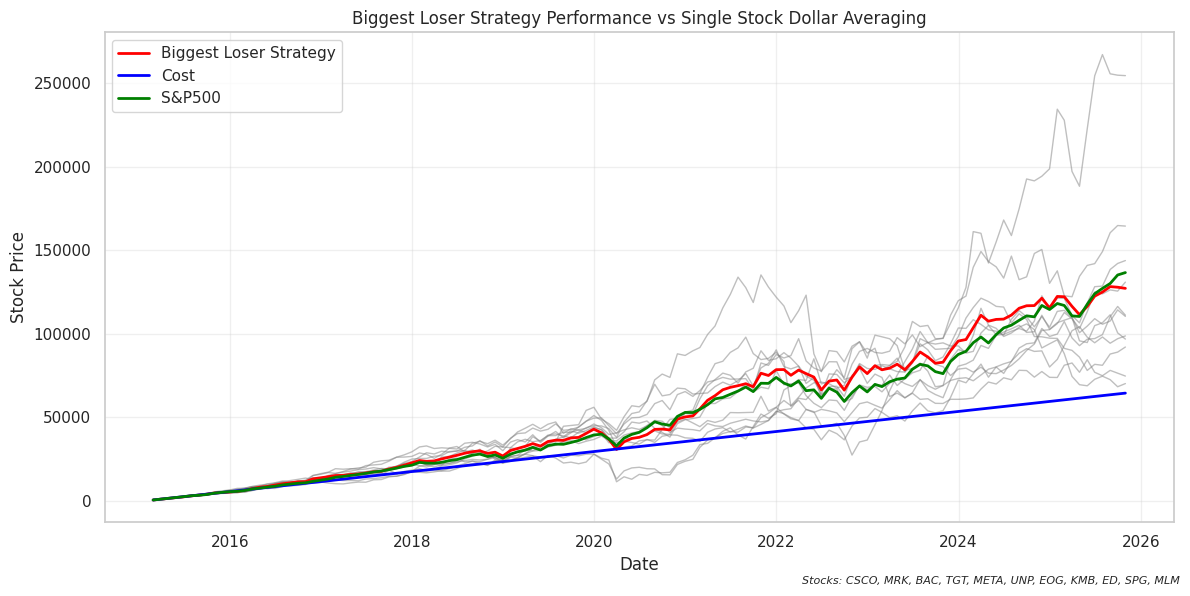 Biggest Loser Strategy Performance vs Single Stock Dollar Averaging
Biggest Loser Strategy
Cost
S&P500
Stock Price
250000
200000
150000
100000
50000
0
2016
2018
2020
2022
2024
2026
Date
Stocks: CSCO, MRK, BAC, TGT, META, UNP, EOG, KMB, ED, SPG, MLM